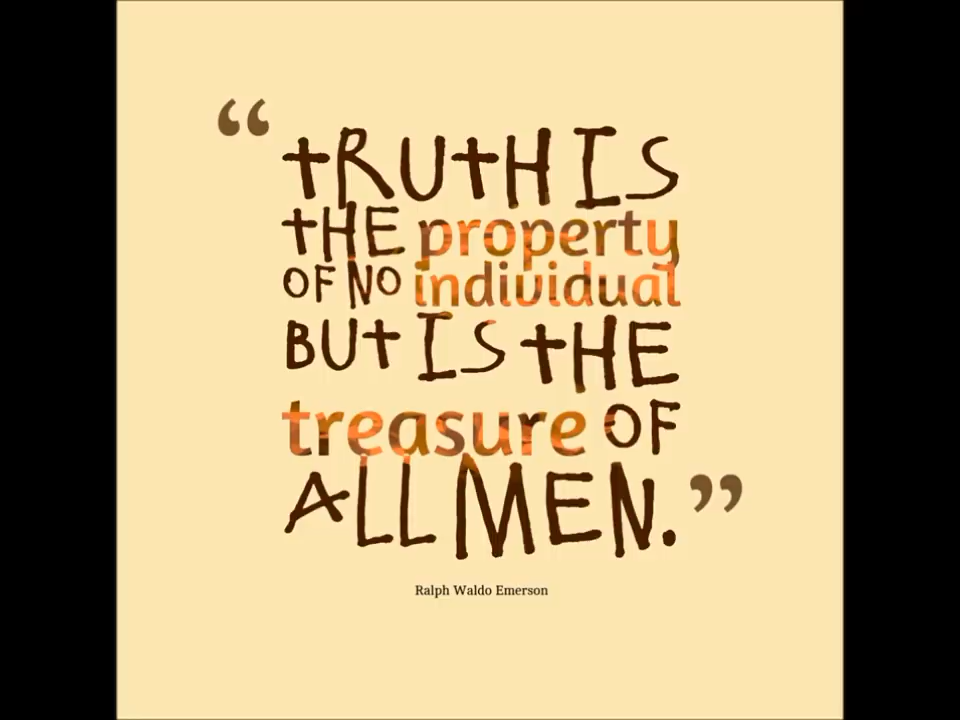 “ tRUtH IS
tHE property
OF NO individual
BUt IS tHE
treasure OF
ALL MEN. ”
Ralph Waldo Emerson